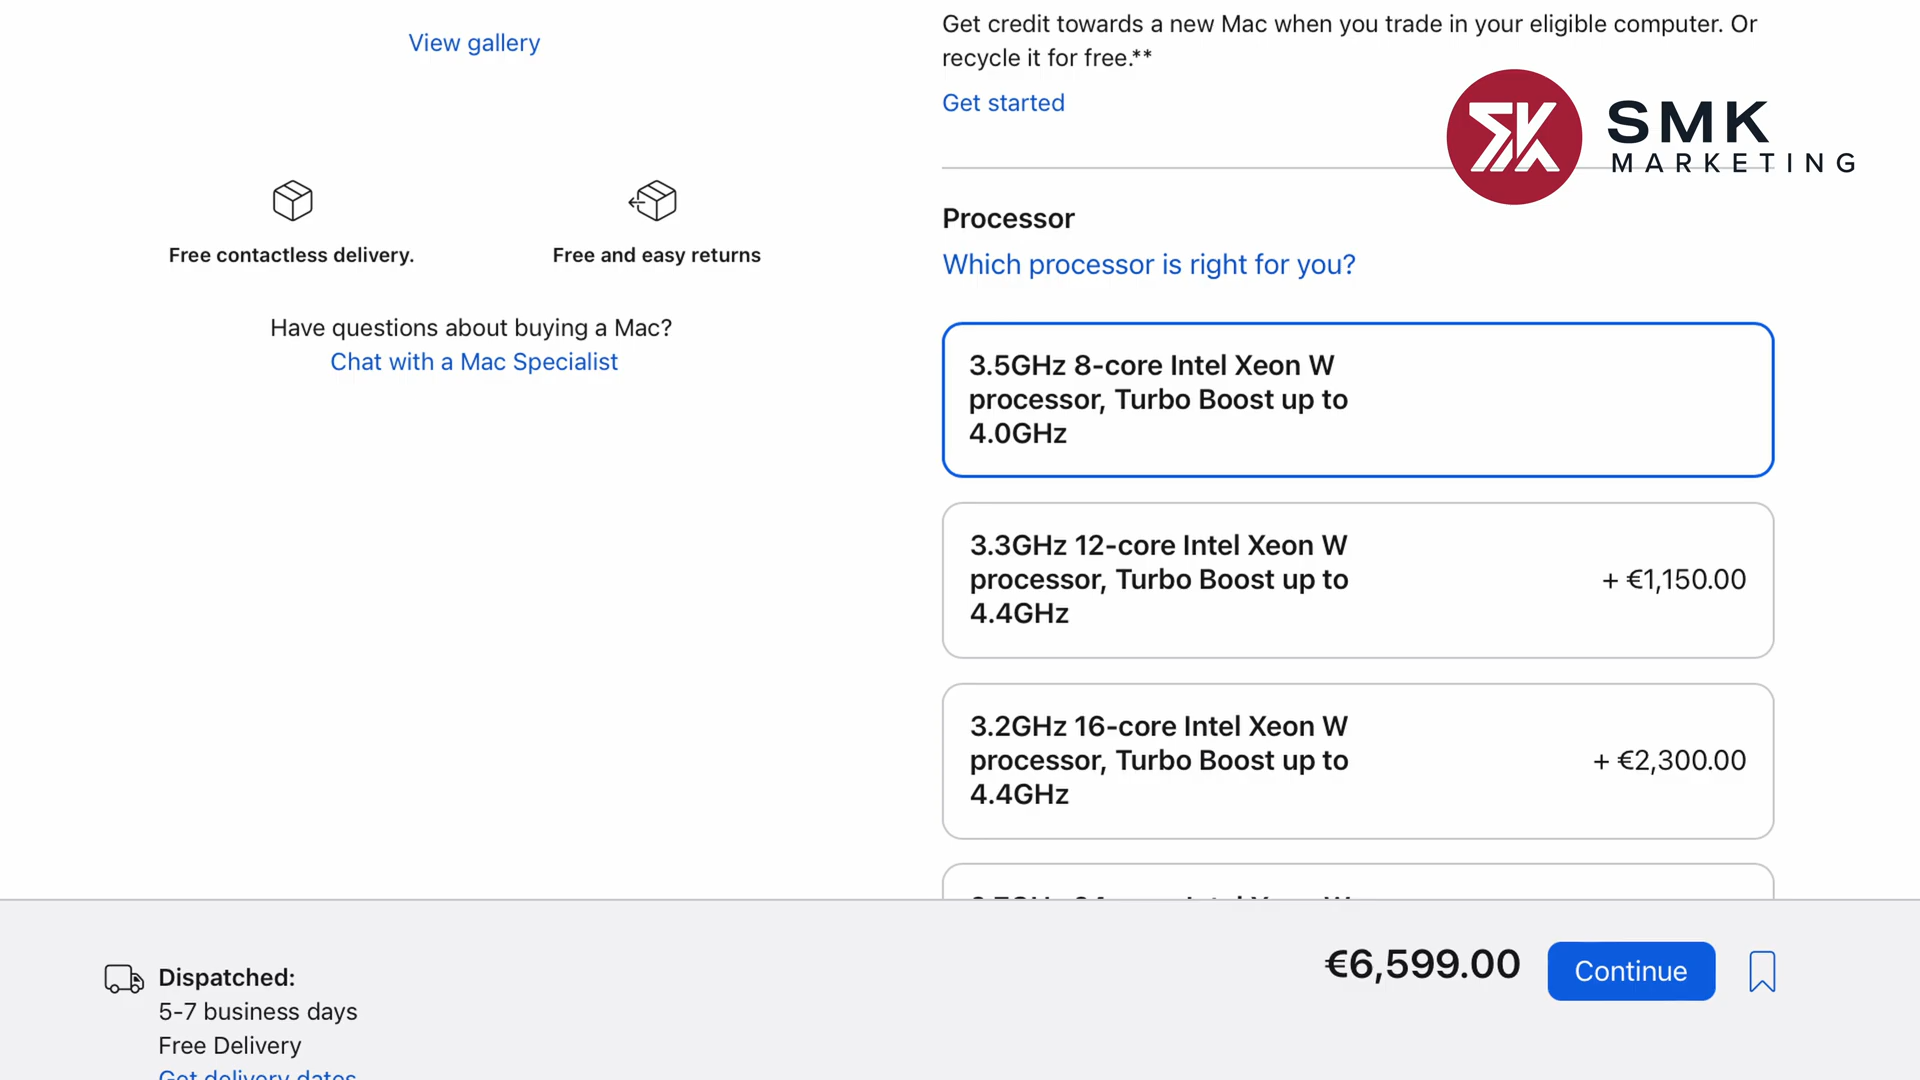 View gallery
Free contactless delivery.
Free and easy returns
Have questions about buying a Mac?
Chat with a Mac Specialist
Get credit towards a new Mac when you trade in your eligible computer. Or
recycle it for free.**
Get started
SMK
MARKETING
Processor
Which processor is right for you?
3.5GHz 8-core Intel Xeon W
processor, Turbo Boost up to
4.0GHz
3.3GHz 12-core Intel Xeon W
processor, Turbo Boost up to
4.4GHz
+ €1,150.00
3.2GHz 16-core Intel Xeon W
processor, Turbo Boost up to
4.4GHz
+ €2,300.00
Dispatched:
5-7 business days
Free Delivery
Get delivery dates
€6,599.00
Continue